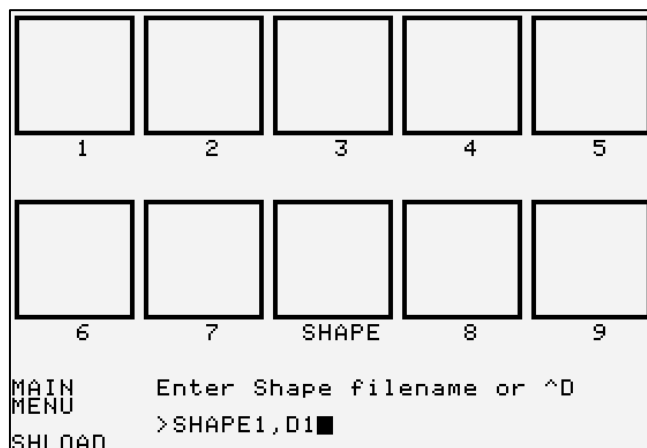 1 2 3 4 5
6 7 SHAPE 8 9
MAIN
MENU
Enter Shape filename or ^D
>SHAPE1,D1
SHLOAD